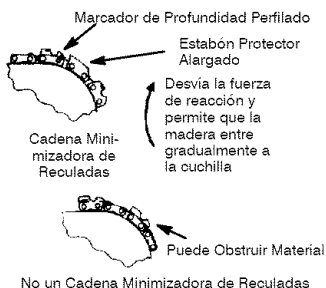 Marcador de Profundidad Perfilado
Estabón Protector
Alargado
Desvía la fuerza
de reacción y
permite que la
madera entre
gradualmente a
la cuchilla
Cadena Mini-
mizadora de
Reculadas
Puede Obstruir Material
No un Cadena Minimizadora de Reculadas